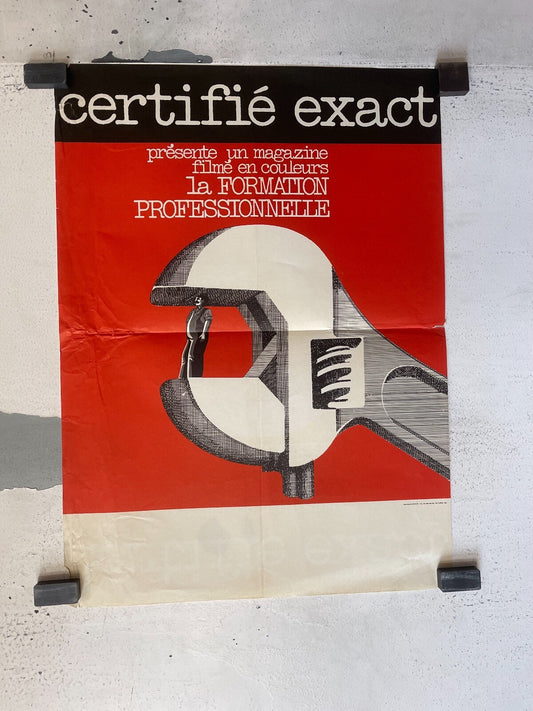 certifié exact
présente un magazine
filmé en couleurs
la FORMATION
PROFESSIONNELLE